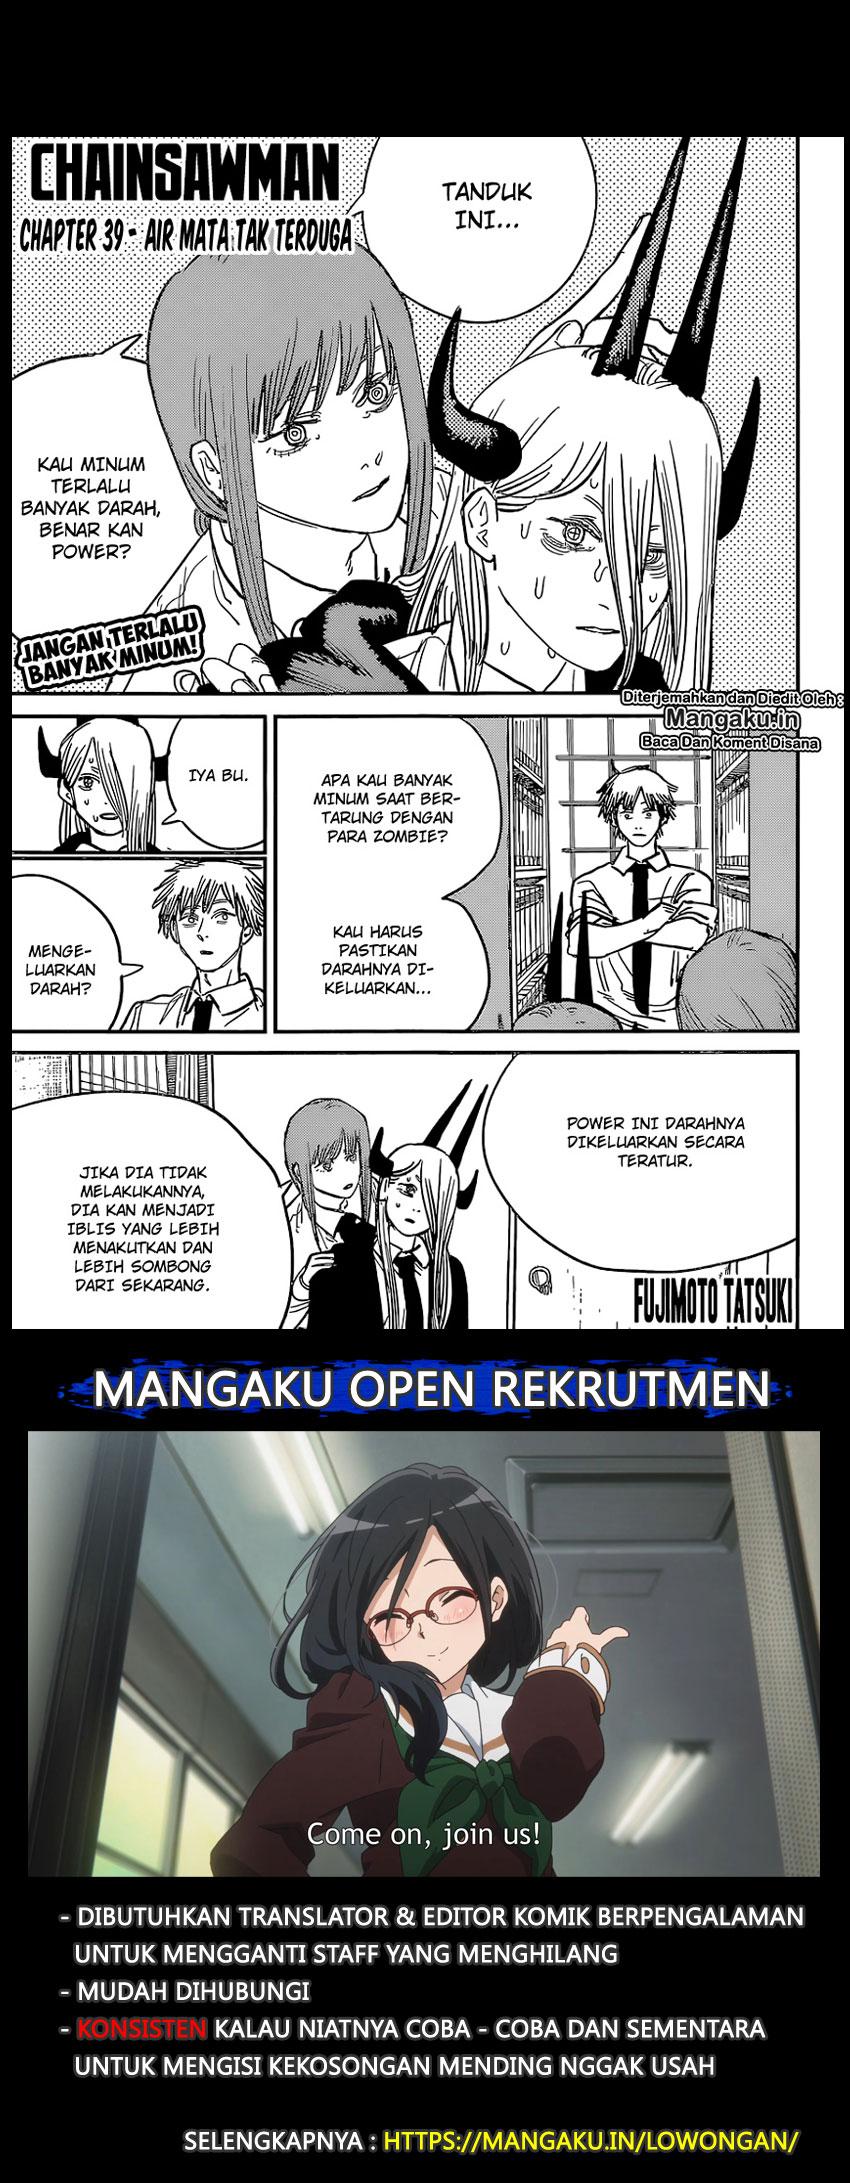 CHAINSAWMAN
CHAPTER 39 - AIR MATA TAK TERDUGA
TANDUK
INI...
KAU MINUM
TERLALU
BANYAK DARAH,
BENAR KAN
POWER?
JANGAN TERLALU
BANYAK MINUM!
Diterjemahkan dan Diedit Oleh :
Mangaku.in
Baca Dan Koment Disana
APA KAU BANYAK
MINUM SAAT BER-
TARUNG DENGAN
PARA ZOMBIE?
KAU HARUS
PASTIKAN
DARAHNYA DI-
KELUARKAN...
IYA BU.
MENGE-
LUARKAN
DARAH?
POWER INI DARAHNYA
DIKELUARKAN SECARA
TERATUR.
JIKA DIA TIDAK
MELAKUKANNYA,
DIA KAN MENJADI
IBLIS YANG LEBIH
MENAKUTKAN DAN
LEBIH SOMBONG
DARI SEKARANG.
FUJIMOTO TATSUKI
MANGAKU OPEN REKRUTMEN
Come on, join us!
- DIBUTUHKAN TRANSLATOR & EDITOR KOMIK BERPENGALAMAN
UNTUK MENGGANTI STAFF YANG MENGHILANG
- MUDAH DIHUBUNGI
- KONSISTEN KALAU NIATNYA COBA - COBA DAN SEMENTARA
UNTUK MENGISI KEKOSONGAN MENDING NGGAK USAH
SELENGKAPNYA : HTTPS://MANGAKU.IN/LOWONGAN/